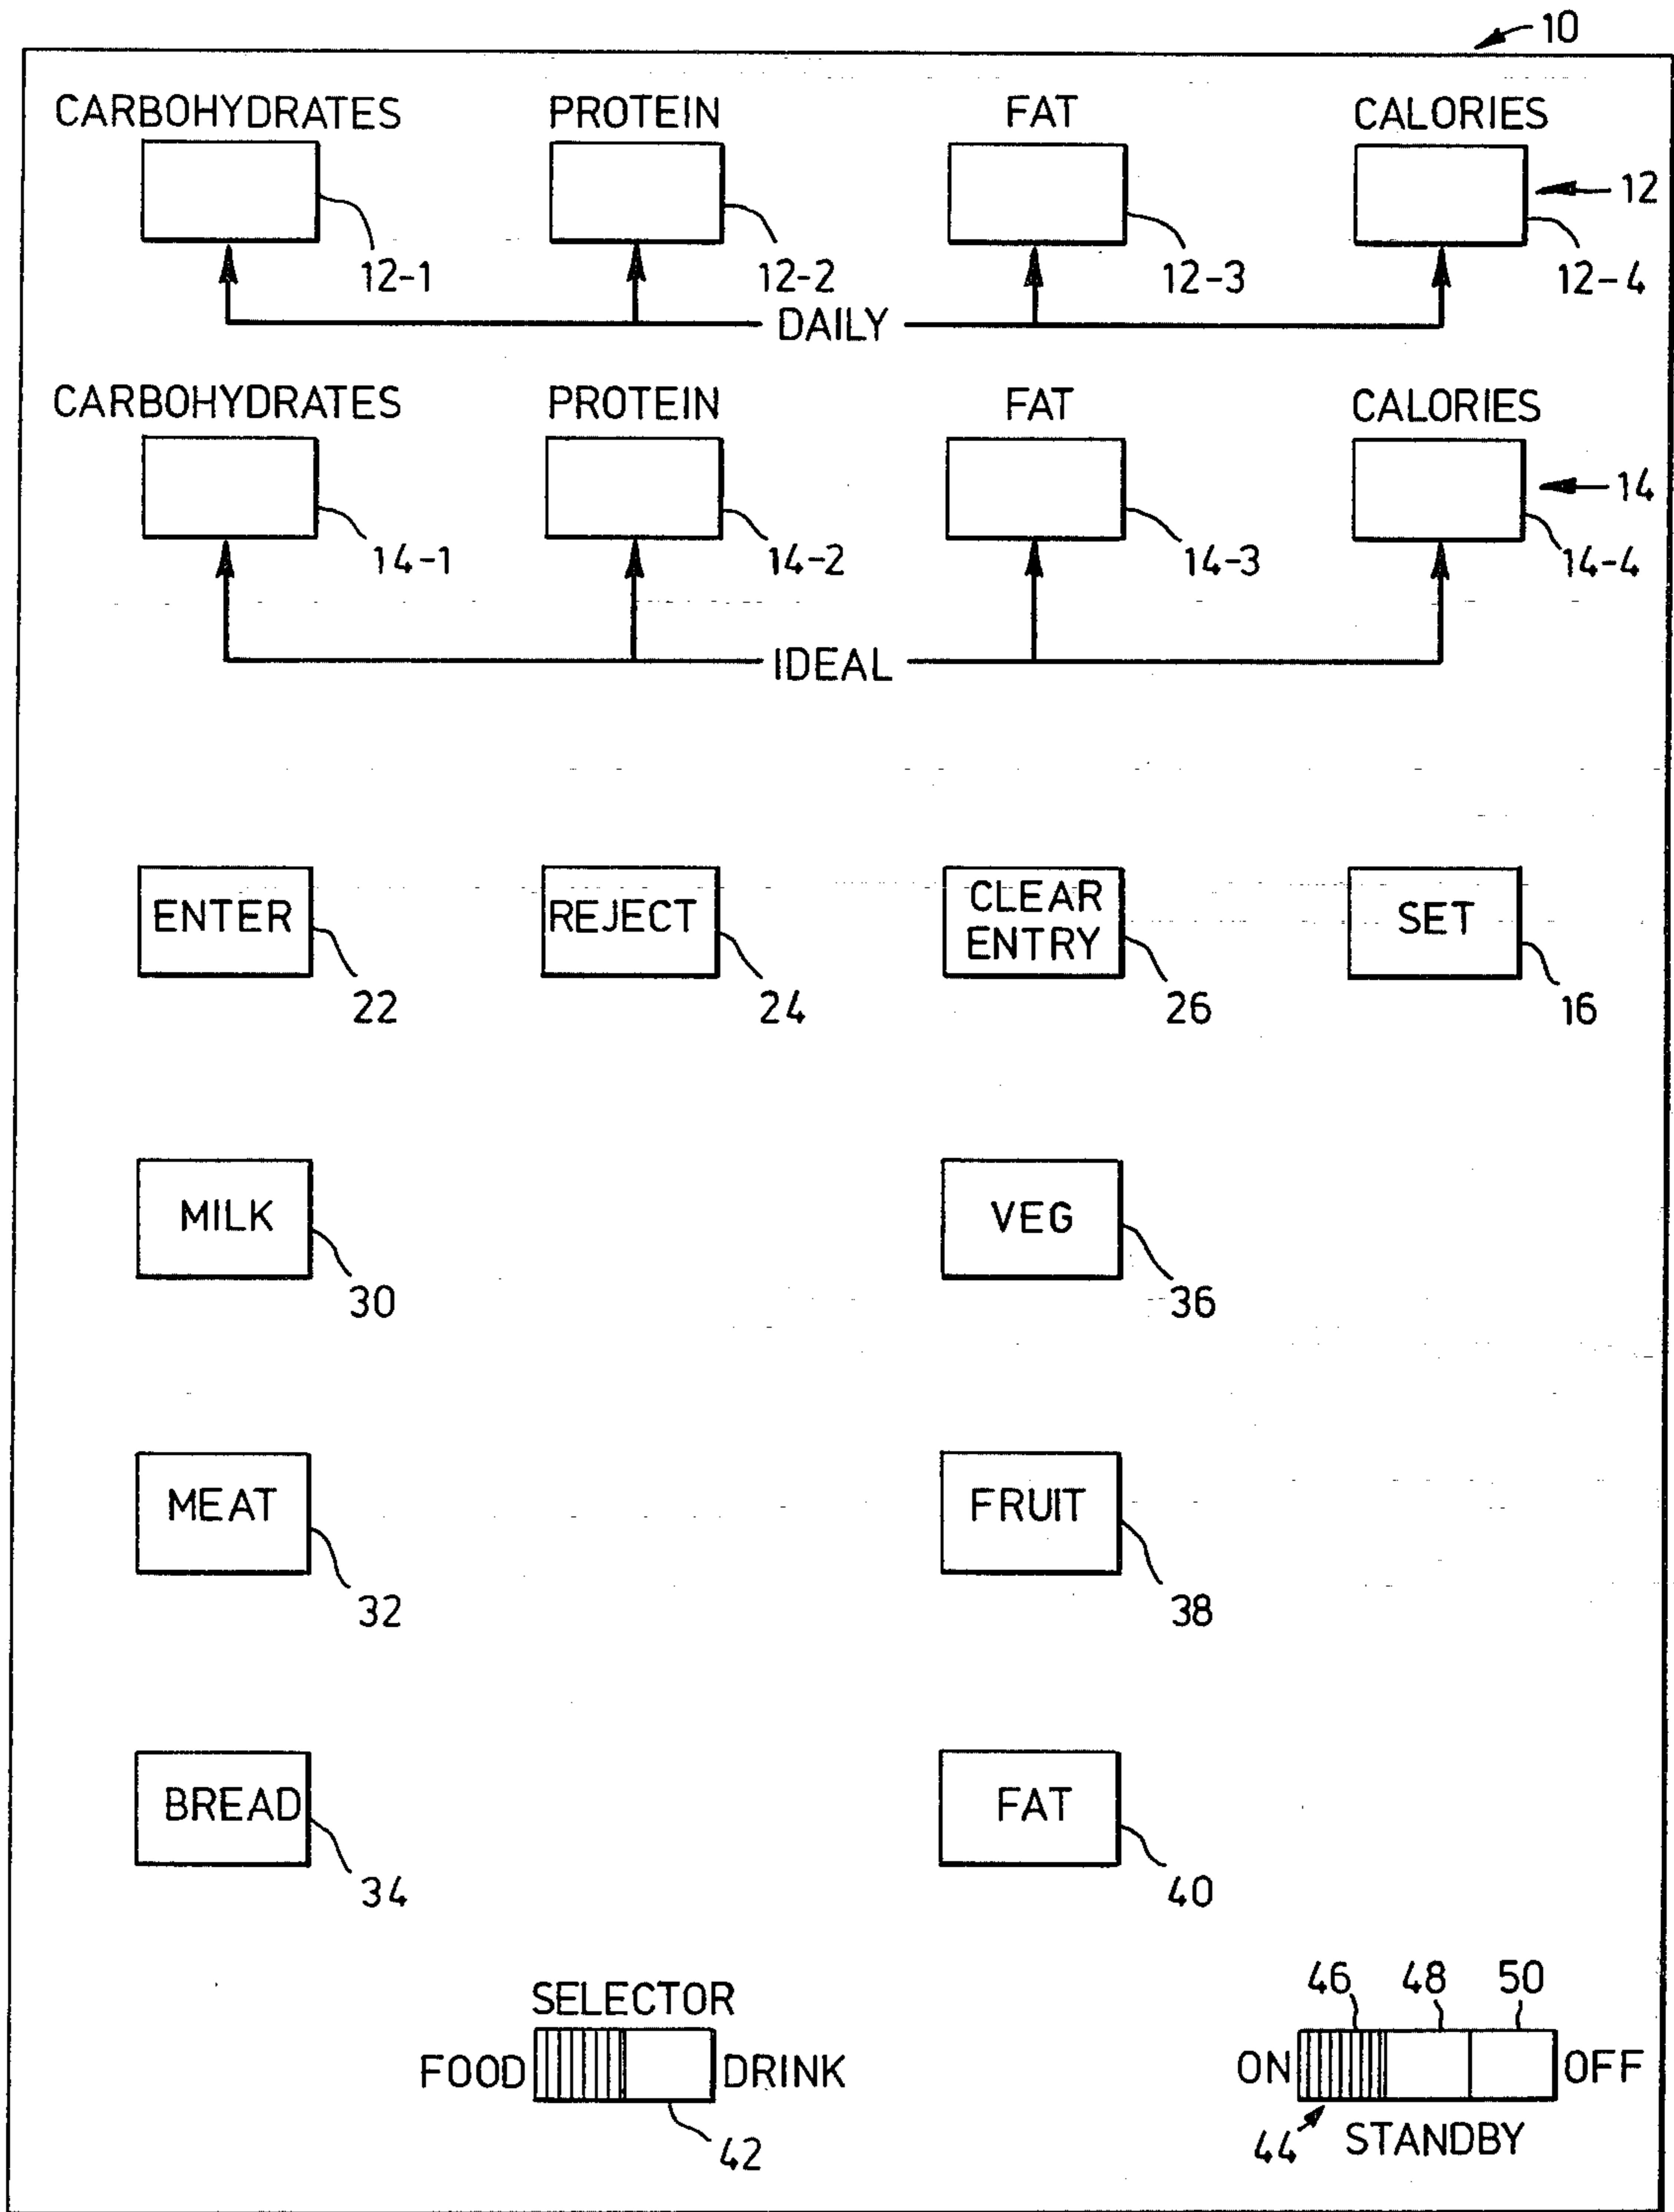 10
CARBOHYDRATES PROTEIN FAT CALORIES
12
12-1 12-2 12-3 12-4
DAILY
CARBOHYDRATES PROTEIN FAT CALORIES
14
14-1 14-2 14-3 14-4
IDEAL
ENTER REJECT CLEAR ENTRY SET
22 24 26 16
MILK VEG
30 36
MEAT FRUIT
32 38
BREAD FAT
34 40
SELECTOR 46 48 50
FOOD DRINK ON OFF
42 44 STANDBY